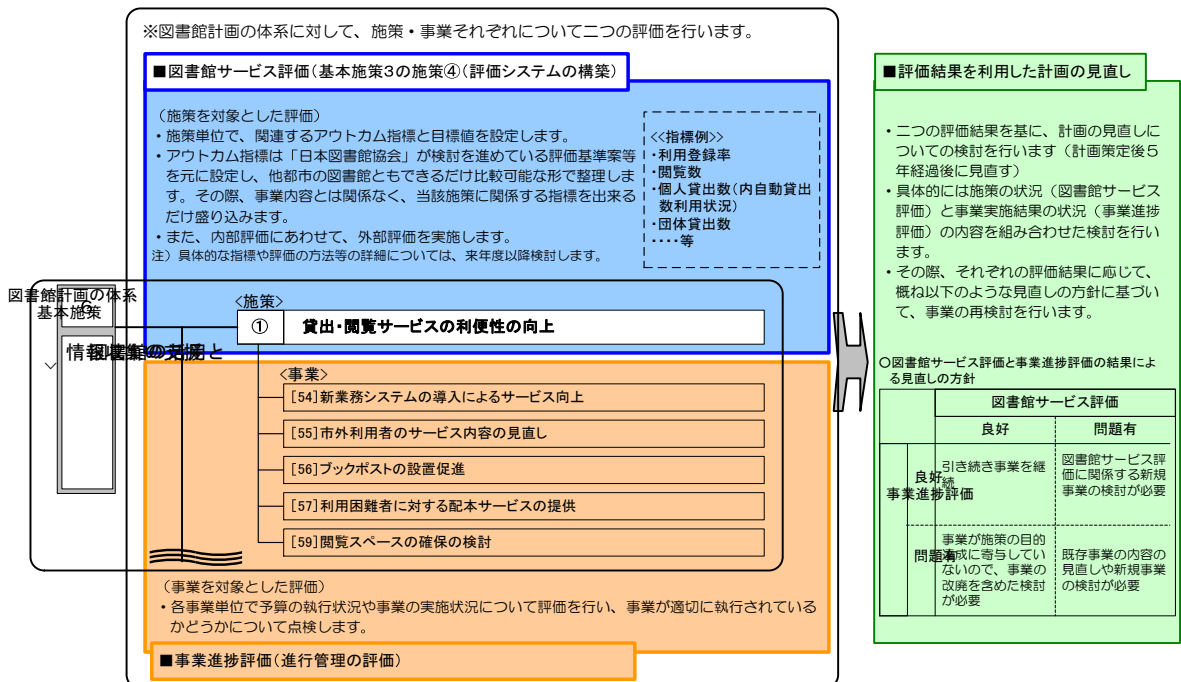 ※図書館計画の体系に対して、施策・事業それぞれについて二つの評価を行います。
■図書館サービス評価(基本施策3の施策④(評価システムの構築)
（施策を対象とした評価）
・施策単位で、関連するアウトカム指標と目標値を設定します。
・アウトカム指標は「日本図書館協会」が検討を進めている評価基準案等
を元に設定し、他都市の図書館ともできるだけ比較可能な形で整理しま
す。その際、事業内容とは関係なく、当該施策に関係する指標を出来る
だけ盛り込みます。
・また、内部評価にあわせて、外部評価を実施します。
注）具体的な指標や評価の方法等の詳細については、来年度以降検討します。
<<指標例>>
・利用登録率
・閲覧数
・個人貸出数(内自動貸出
数利用状況)
・団体貸出数
・・・・等
図書館計画の体系
基本施策
6
<施策>
① 貸出・閲覧サービスの利便性の向上
<事業>
[54]新業務システムの導入によるサービス向上
[55]市外利用者のサービス内容の見直し
[56]ブックポストの設置促進
[57]利用困難者に対する配本サービスの提供
[59]閲覧スペースの確保の検討
（事業を対象とした評価）
・各事業単位で予算の執行状況や事業の実施状況について評価を行い、事業が適切に執行されている
かどうかについて点検します。
■事業進捗評価(進行管理の評価)
■評価結果を利用した計画の見直し
・二つの評価結果を基に、計画の見直しに
ついての検討を行います（計画策定後５
年経過後に見直す）
・具体的には施策の状況（図書館サービス
評価）と事業実施結果の状況（事業進捗
評価）の内容を組み合わせた検討を行い
ます。
・その際、それぞれの評価結果に応じて、
概ね以下のような見直しの方針に基づい
て、事業の再検討を行います。
○図書館サービス評価と事業進捗評価の結果によ
る見直しの方針
図書館サービス評価
良好
問題有
事業進捗評価
良好
引き続き事業を継
続
図書館サービス評
価に関係する新規
事業の検討が必要
問題有
事業が施策の目的
達成に寄与してい
ないので、事業の
改廃を含めた検討
が必要
既存事業の内容の
見直しや新規事業
の検討が必要